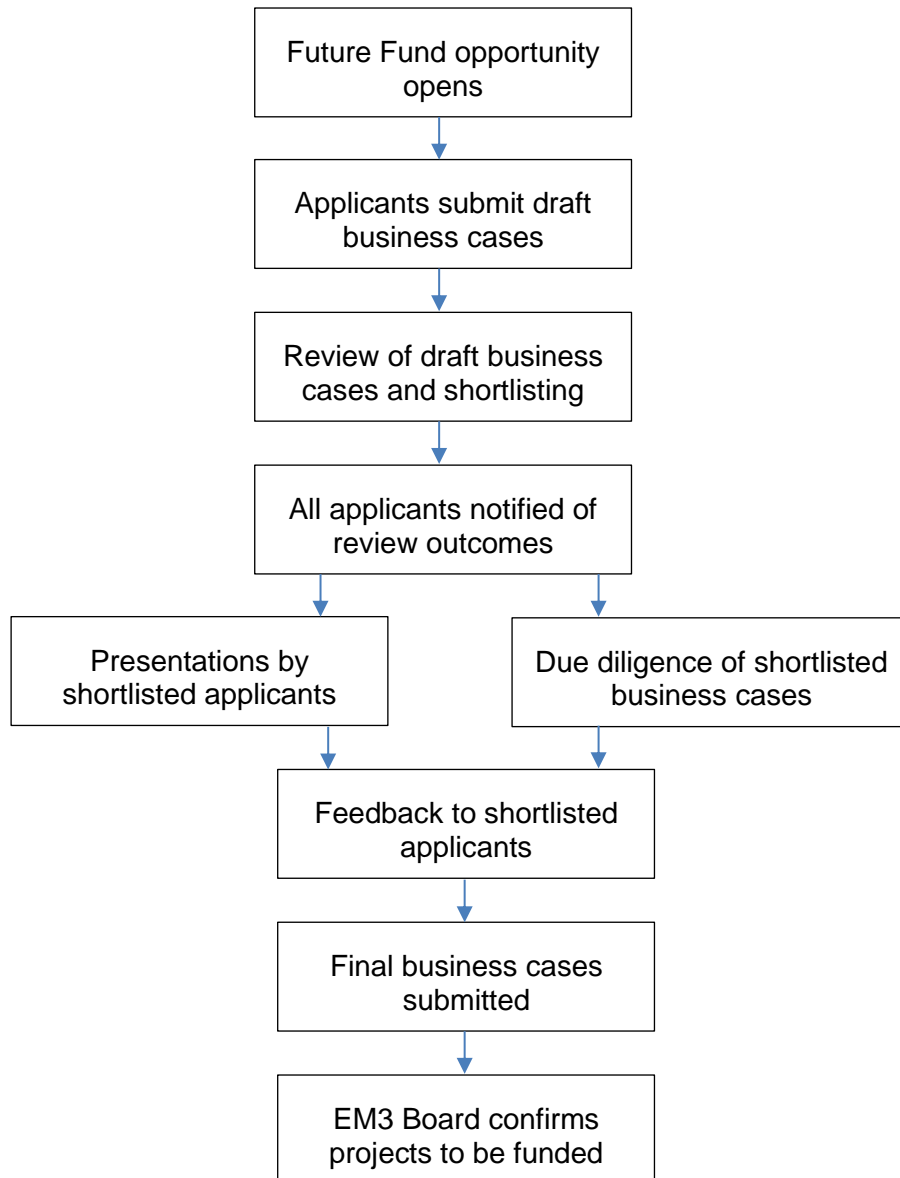 Future Fund opportunity
opens
Applicants submit draft
business cases
Review of draft business
cases and shortlisting
All applicants notified of
review outcomes
Presentations by
shortlisted applicants
Due diligence of shortlisted
business cases
Feedback to shortlisted
applicants
Final business cases
submitted
EM3 Board confirms
projects to be funded